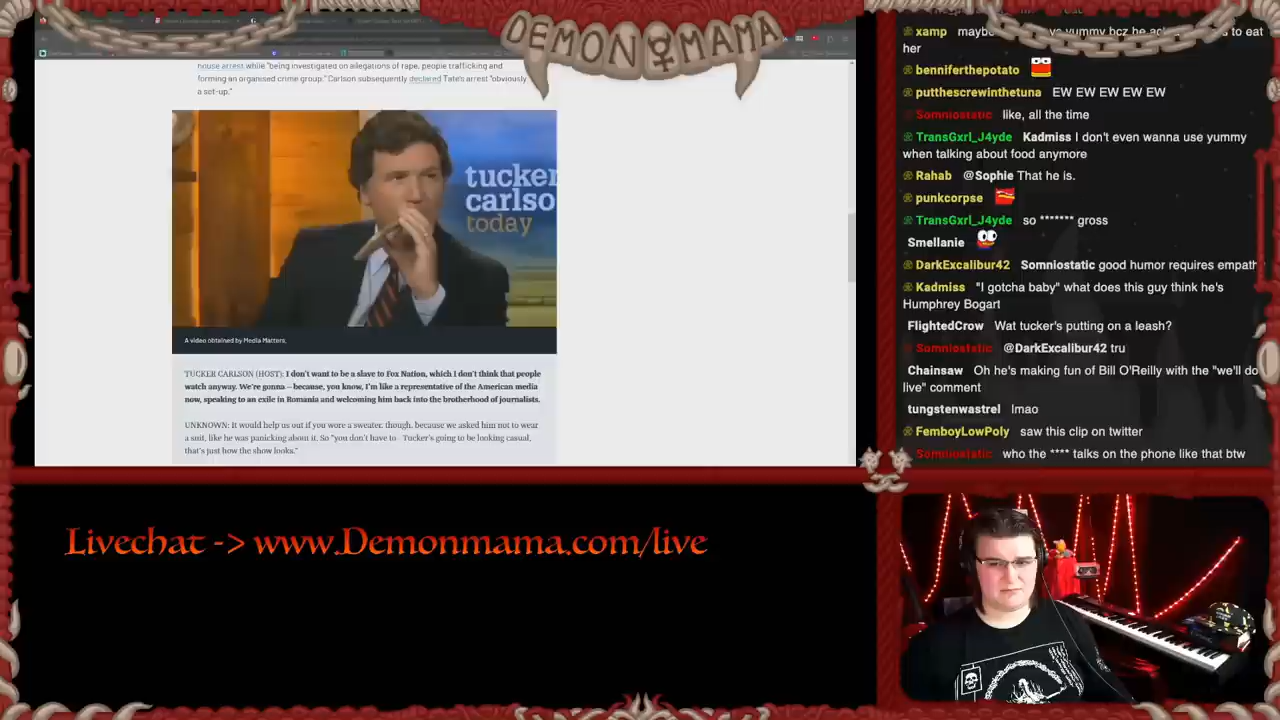 DEMON MAMA
house arrest while "being investigated on allegations of rape, people trafficking and
forming an organised crime group." Carlson subsequently declared Tate's arrest "obviously
a set-up."
tucker
carlso
today
A video obtained by Media Matters.
TUCKER CARLSON (HOST): I don't want to be a slave to Fox Nation, which I don't think that people
watch anyway. We're gonna — because, you know, I'm like a representative of the American media
now, speaking to an exile in Romania and welcoming him back into the brotherhood of journalists.
UNKNOWN: It would help us out if you wore a sweater, though, because we asked him not to wear
a suit, like he was panicking about it. So "you don't have to - Tucker's going to be looking casual,
that's just how the show looks."
Livechat -> www.Demonmama.com/live
xamp maybe yummy bcz he to eat
her
benniferthepotato
putthescrewinthetuna EW EW EW EW EW
Somniostatic like, all the time
TransGxrl_J4yde Kadmiss I don't even wanna use yummy
when talking about food anymore
Rahab @Sophie That he is.
punkcorpse
TransGxrl_J4yde so ******* gross
Smellanie
DarkExcalibur42 Somniostatic good humor requires empath
Kadmiss "I gotcha baby" what does this guy think he's
Humphrey Bogart
FlightedCrow Wat tucker's putting on a leash?
Somniostatic @DarkExcalibur42 tru
Chainsaw Oh he's making fun of Bill O'Reilly with the "we'll do
live" comment
tungstenwastrel lmao
FemboyLowPoly saw this clip on twitter
Somniostatic who the **** talks on the phone like that btw